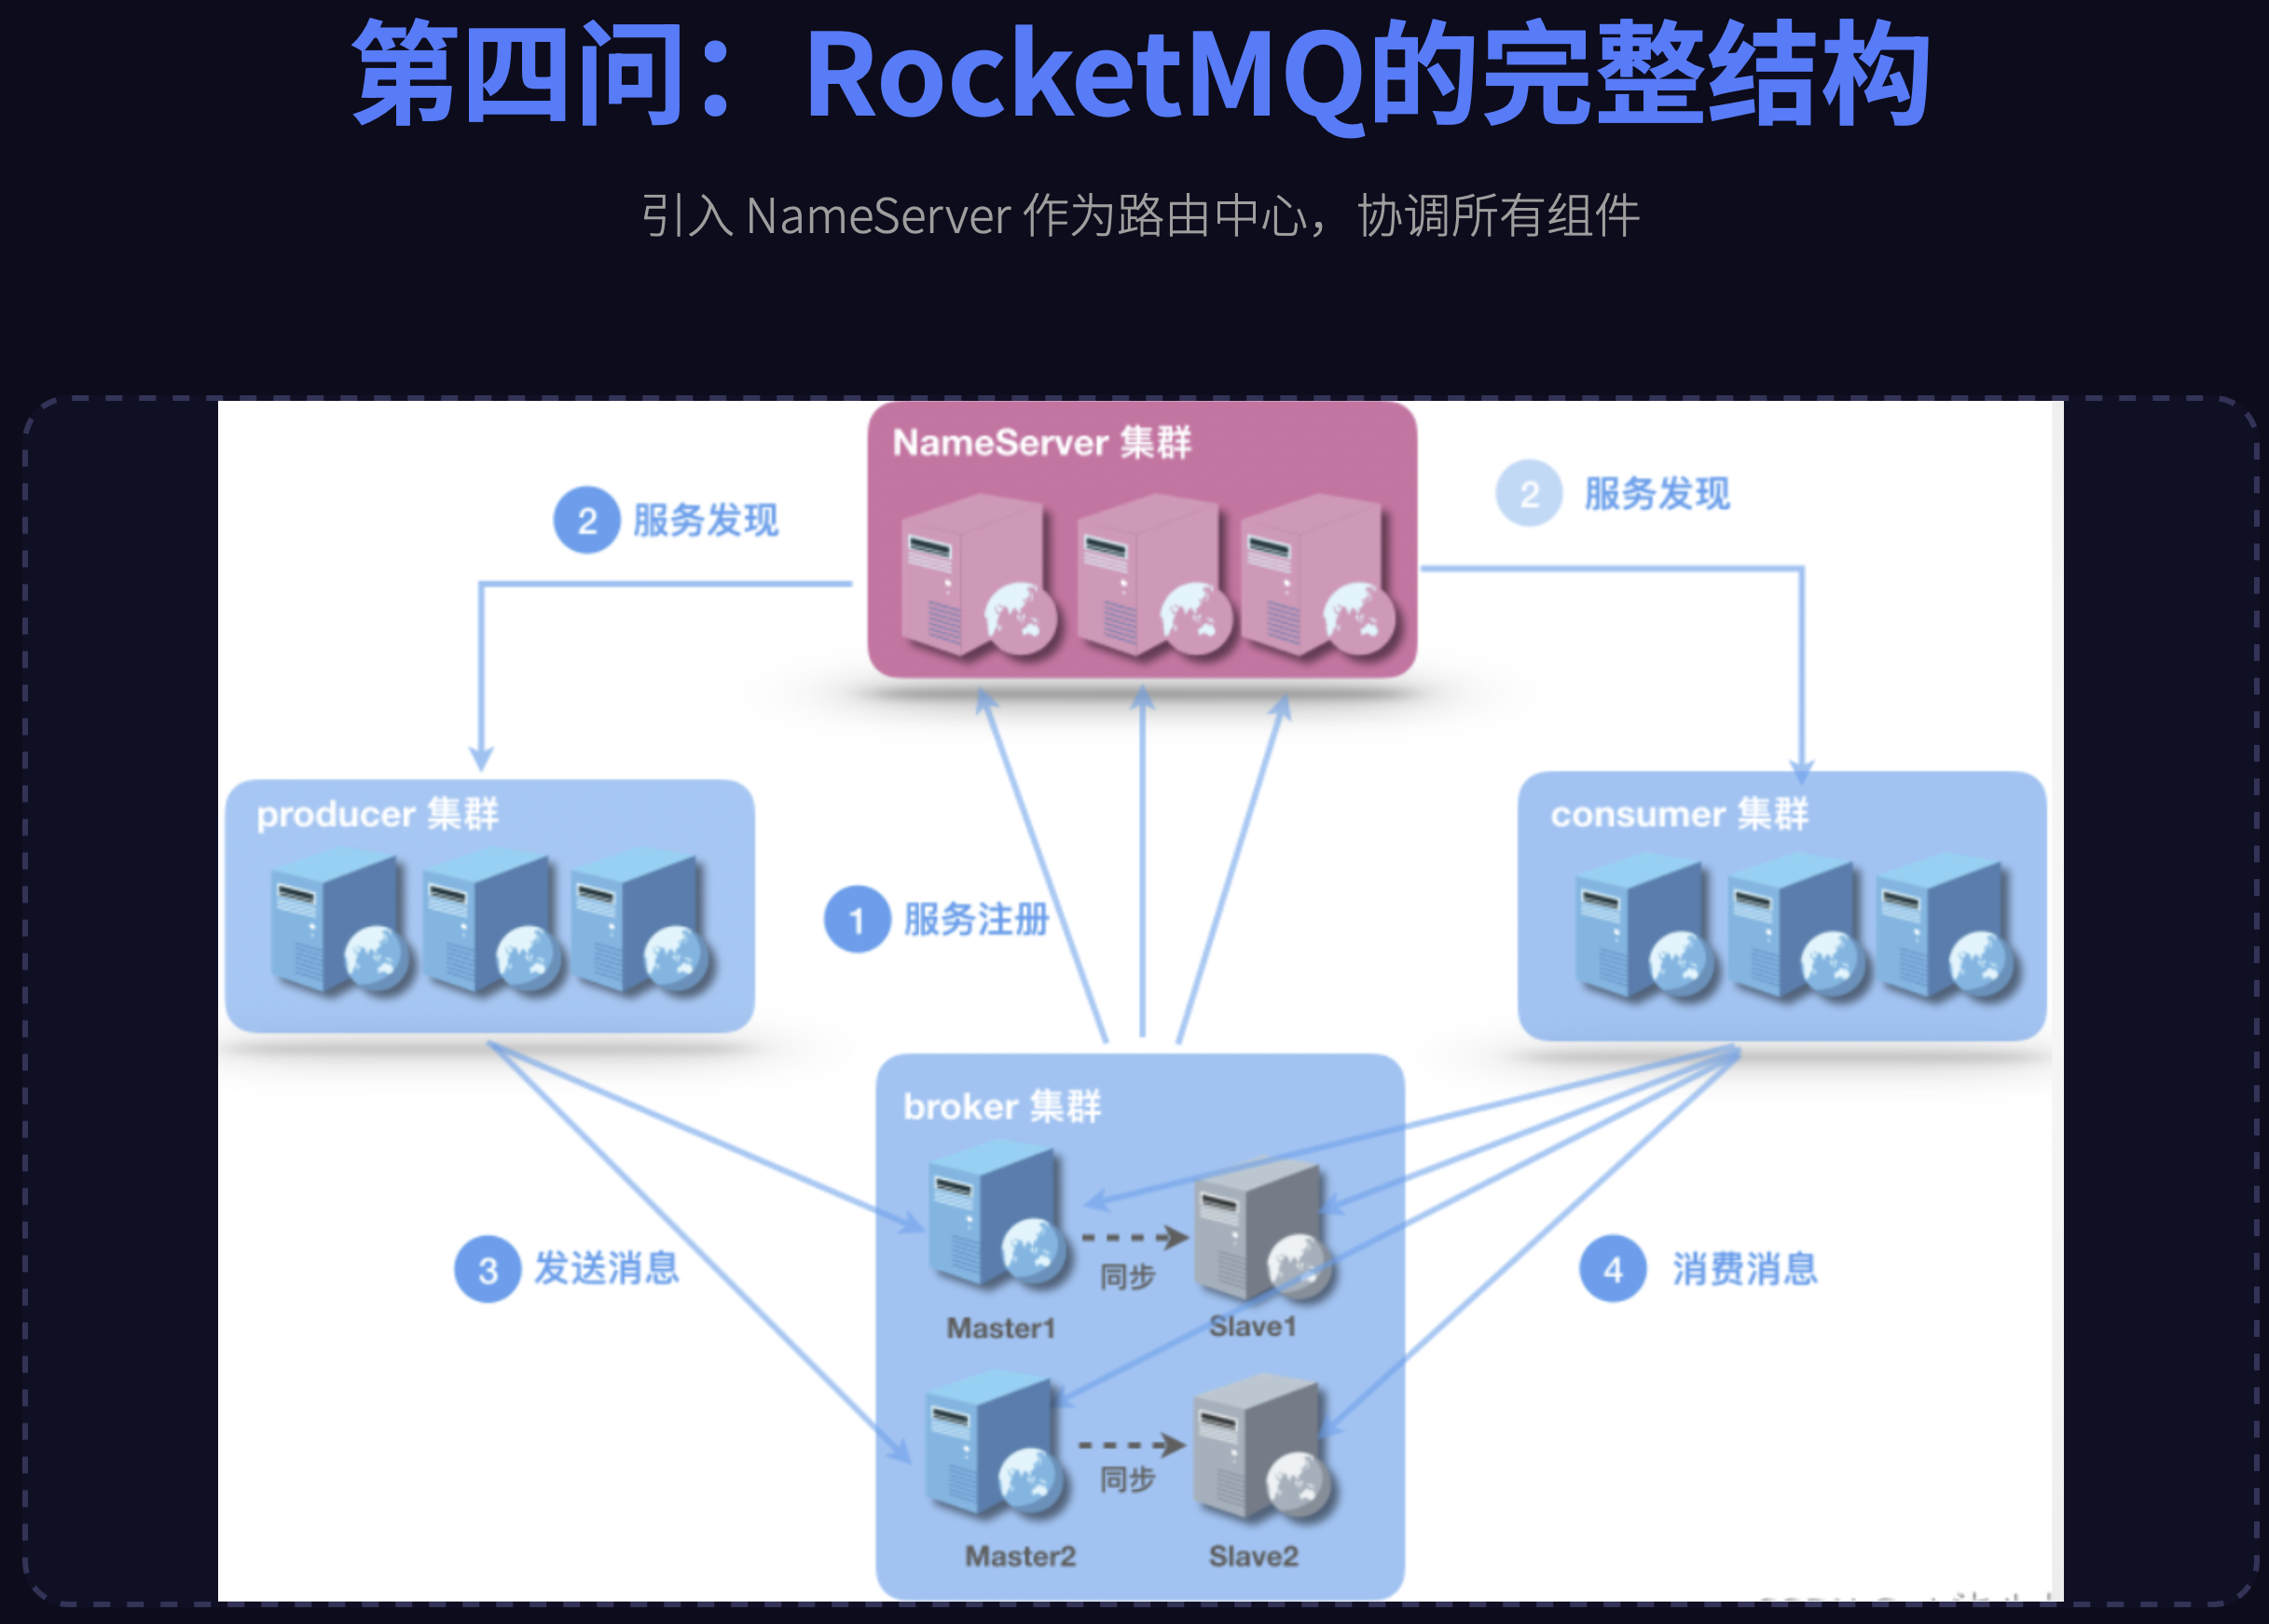 第四问：RocketMQ的完整结构
引入 NameServer 作为路由中心，协调所有组件
NameServer 集群
2 服务发现
2 服务发现
producer 集群
consumer 集群
1 服务注册
broker 集群
同步
Master1
Slave1
3 发送消息
4 消费消息
同步
Master2
Slave2